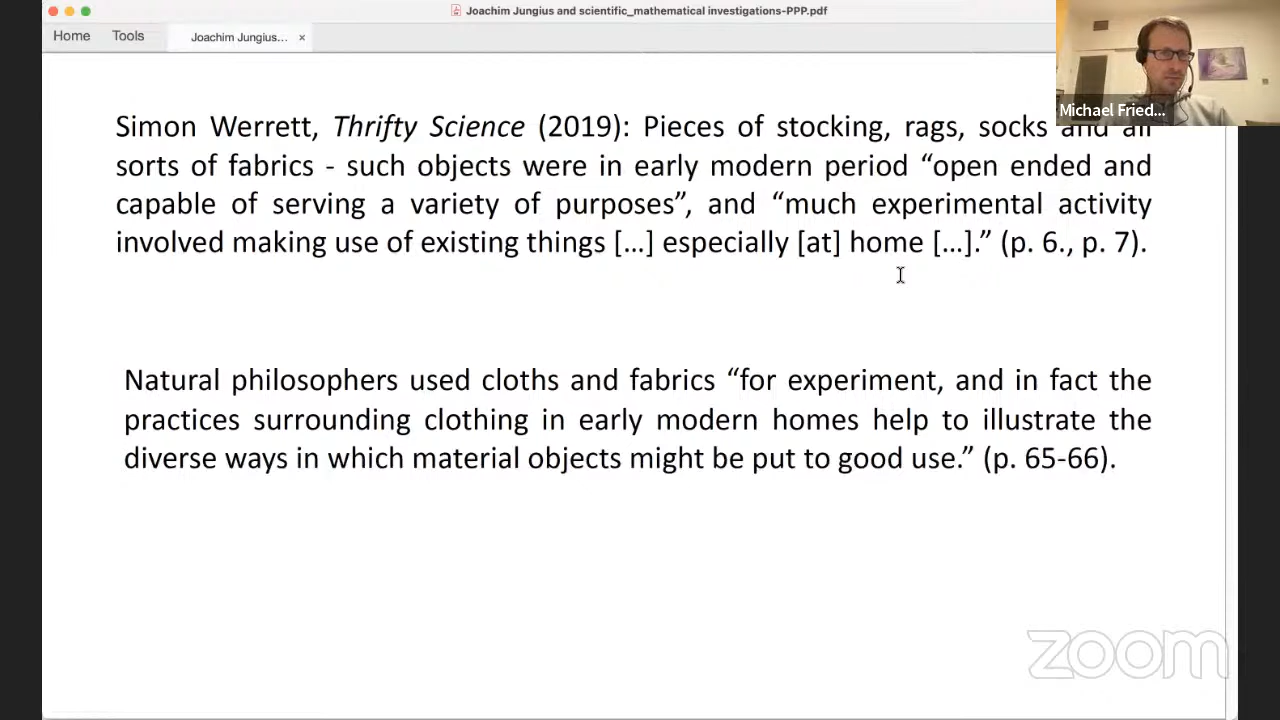 Joachim Jungius and scientific_mathematical investigations-PPP.pdf
Home Tools Joachim Jungius... ×
Michael Fried...
Simon Werrett, Thrifty Science (2019): Pieces of stocking, rags, socks and all
sorts of fabrics - such objects were in early modern period “open ended and
capable of serving a variety of purposes”, and “much experimental activity
involved making use of existing things […] especially [at] home […].” (p. 6., p. 7).
Natural philosophers used cloths and fabrics “for experiment, and in fact the
practices surrounding clothing in early modern homes help to illustrate the
diverse ways in which material objects might be put to good use.” (p. 65-66).
zoom